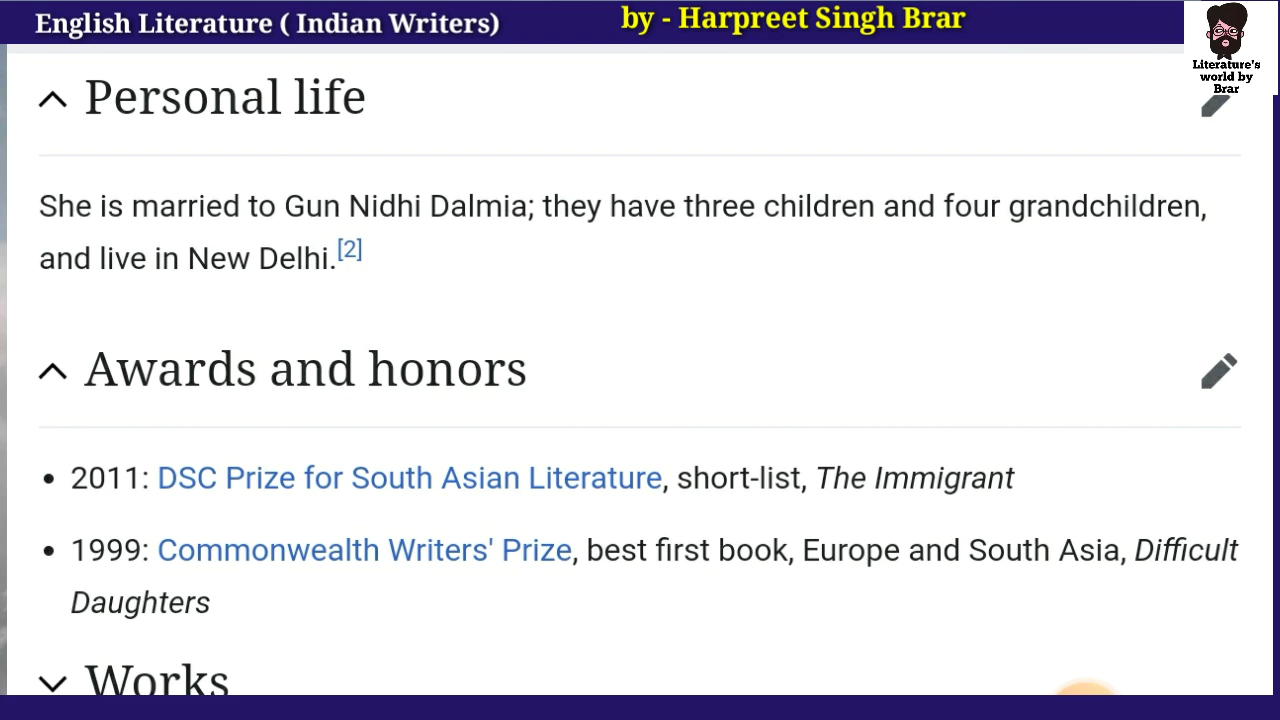 English Literature ( Indian Writers)
by - Harpreet Singh Brar
Literature's
world by
Brar
Personal life
She is married to Gun Nidhi Dalmia; they have three children and four grandchildren,
and live in New Delhi.[2]
Awards and honors
• 2011: DSC Prize for South Asian Literature, short-list, The Immigrant
• 1999: Commonwealth Writers' Prize, best first book, Europe and South Asia, Difficult
Daughters
Works